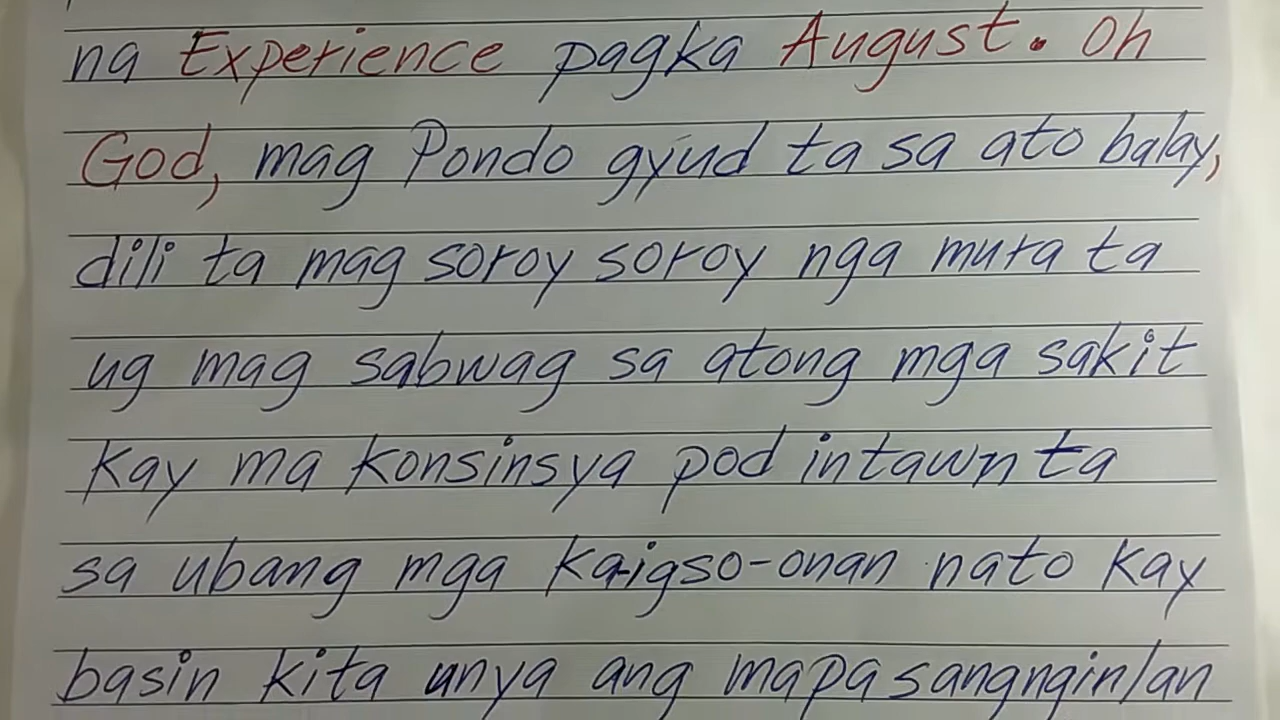 na Experience pagka August. Oh
God, mag Pondo gyud ta sa ato balay,
dili ta mag soroy soroy nga mura ta
ug mag sabwag sa atong mga sakit
kay ma konsinsya pod intawn ta
sa ubang mga kaigso-onan nato kay
basin kita unya ang mapasangnginlan